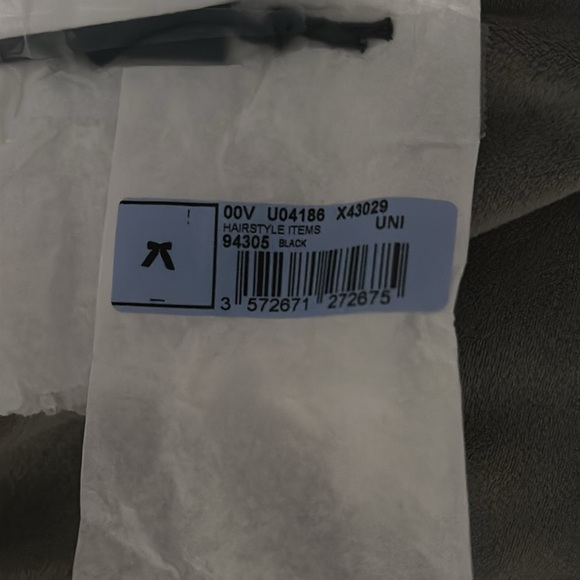 00V U04186 X43029
HAIRSTYLE ITEMS UNI
94305 BLACK
3 572671 272675